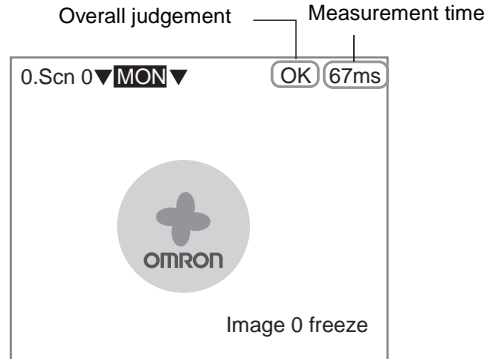 Overall judgement Measurement time
0.Scn 0▼MON▼ OK 67ms
OMRON
Image 0 freeze